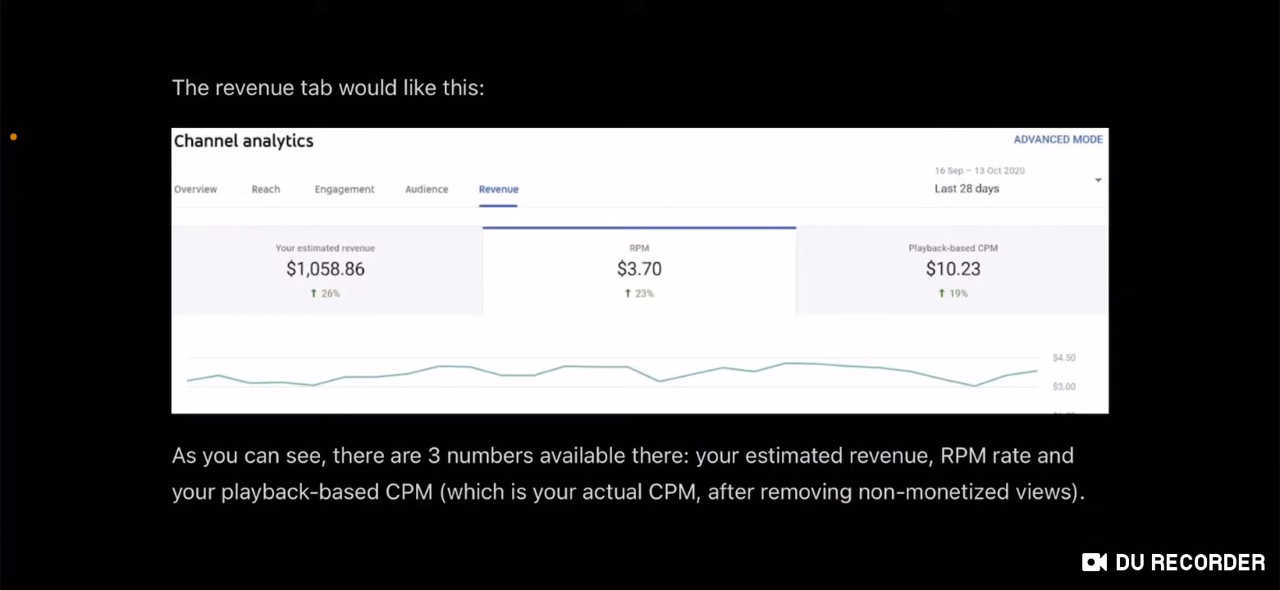 The revenue tab would like this:
Channel analytics
ADVANCED MODE
Overview Reach Engagement Audience Revenue
16 Sep – 13 Oct 2020
Last 28 days
Your estimated revenue
$1,058.86
↑ 26%
RPM
$3.70
↑ 23%
Playback-based CPM
$10.23
↑ 19%
$4.50
$3.00
As you can see, there are 3 numbers available there: your estimated revenue, RPM rate and
your playback-based CPM (which is your actual CPM, after removing non-monetized views).
DU RECORDER